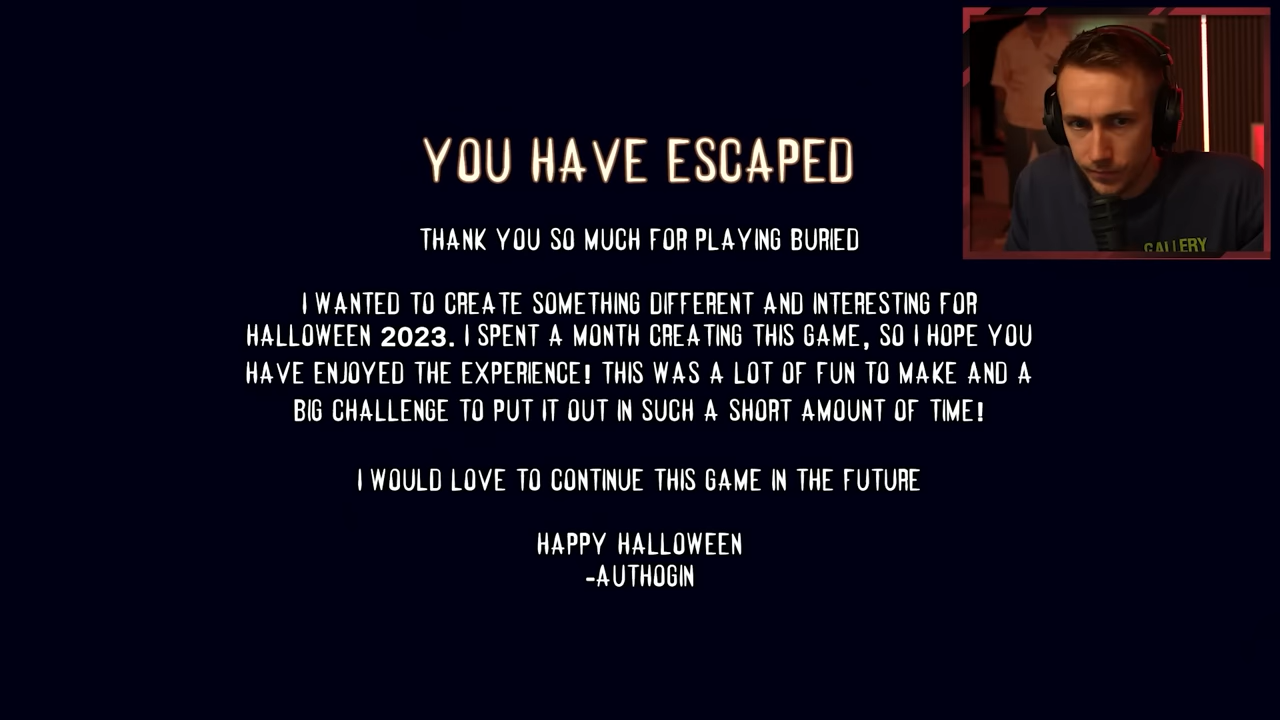 YOU HAVE ESCAPED
THANK YOU SO MUCH FOR PLAYING BURIED
I WANTED TO CREATE SOMETHING DIFFERENT AND INTERESTING FOR
HALLOWEEN 2023. I SPENT A MONTH CREATING THIS GAME, SO I HOPE YOU
HAVE ENJOYED THE EXPERIENCE! THIS WAS A LOT OF FUN TO MAKE AND A
BIG CHALLENGE TO PUT IT OUT IN SUCH A SHORT AMOUNT OF TIME!
I WOULD LOVE TO CONTINUE THIS GAME IN THE FUTURE
HAPPY HALLOWEEN
-AUTHOGIN
GALLERY